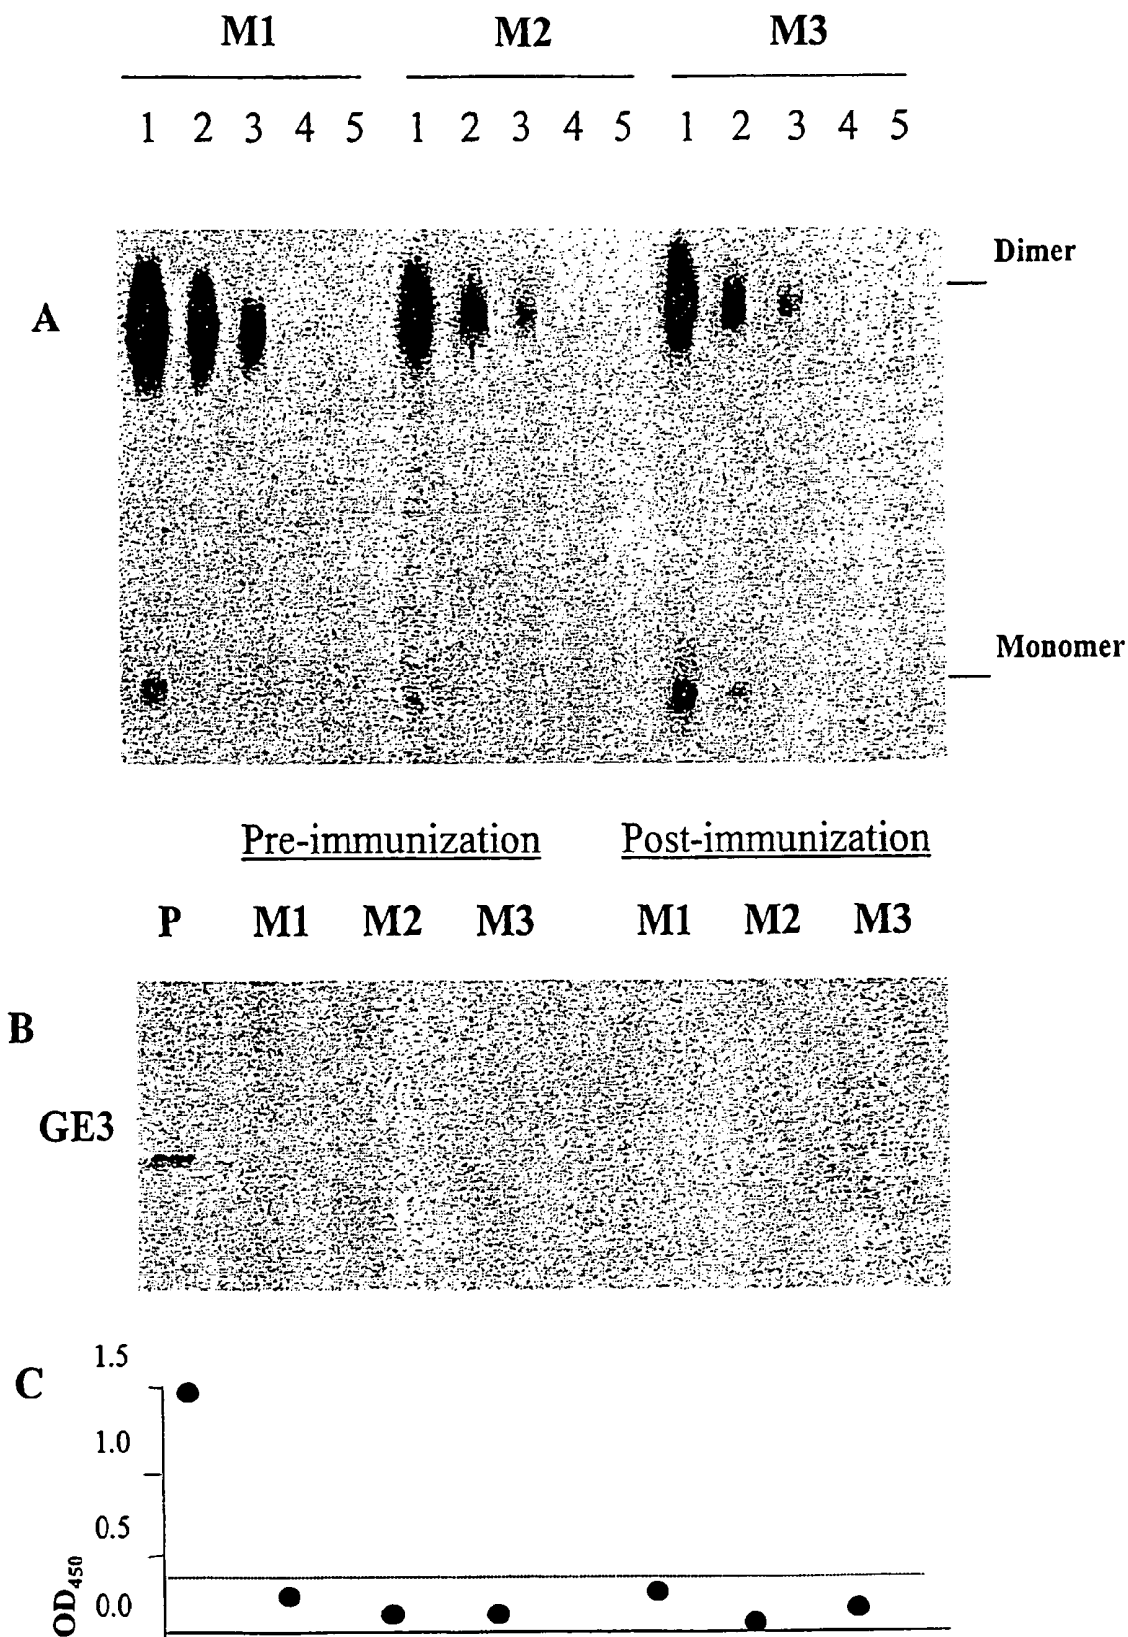 M1 M2 M3
1 2 3 4 5 1 2 3 4 5 1 2 3 4 5
Dimer
A
Monomer
Pre-immunization Post-immunization
P M1 M2 M3 M1 M2 M3
B
GE3
C
1.5
1.0
0.5
0.0
OD450